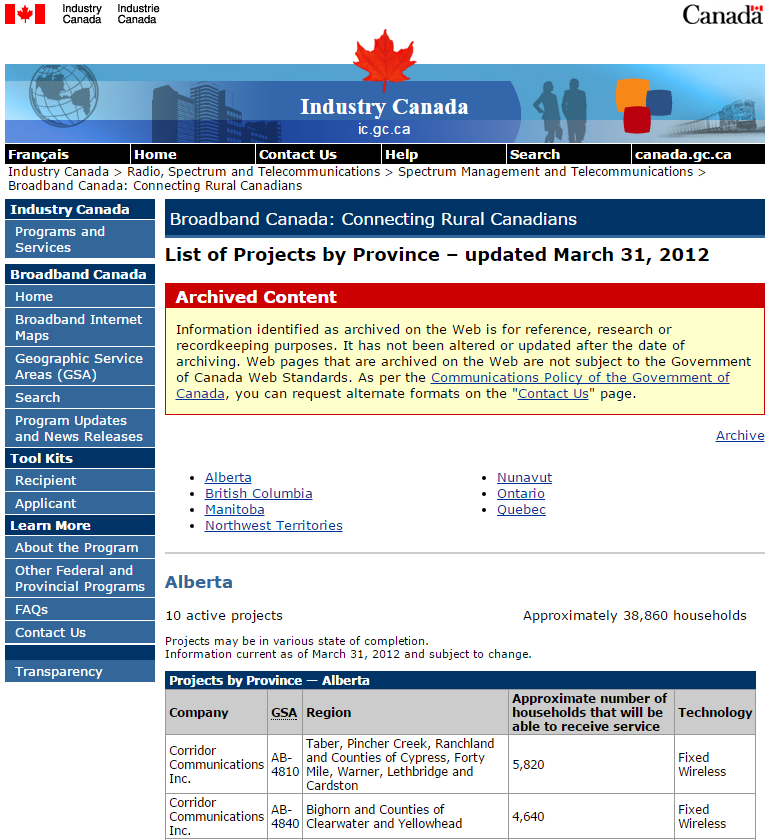 Industry Canada
Industrie Canada
Canada
Industry Canada
ic.gc.ca
Français Home Contact Us Help Search canada.gc.ca
Industry Canada > Radio, Spectrum and Telecommunications > Spectrum Management and Telecommunications >
Broadband Canada: Connecting Rural Canadians
Industry Canada
Programs and
Services
Broadband Canada
Home
Broadband Internet
Maps
Geographic Service
Areas (GSA)
Search
Program Updates
and News Releases
Tool Kits
Recipient
Applicant
Learn More
About the Program
Other Federal and
Provincial Programs
FAQs
Contact Us
Transparency
Broadband Canada: Connecting Rural Canadians
List of Projects by Province – updated March 31, 2012
Archived Content
Information identified as archived on the Web is for reference, research or
recordkeeping purposes. It has not been altered or updated after the date of
archiving. Web pages that are archived on the Web are not subject to the Government
of Canada Web Standards. As per the Communications Policy of the Government of
Canada, you can request alternate formats on the "Contact Us" page.
Archive
• Alberta
• British Columbia
• Manitoba
• Northwest Territories
• Nunavut
• Ontario
• Quebec
Alberta
10 active projects Approximately 38,860 households
Projects may be in various state of completion.
Information current as of March 31, 2012 and subject to change.
Projects by Province — Alberta
Company GSA Region Approximate number of households that will be able to receive service Technology
Corridor Communications Inc. AB-4810 Taber, Pincher Creek, Ranchland and Counties of Cypress, Forty Mile, Warner, Lethbridge and Cardston 5,820 Fixed Wireless
Corridor Communications Inc. AB-4840 Bighorn and Counties of Clearwater and Yellowhead 4,640 Fixed Wireless